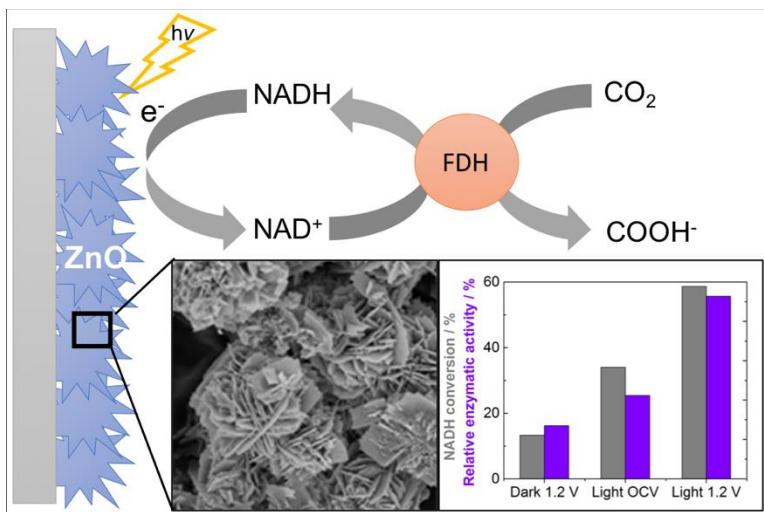 hν
e-
NADH
CO2
FDH
NAD+
COOH-
ZnO
NADH conversion / %
Relative enzymatic activity / %
60
40
20
0
Dark 1.2 V
Light OCV
Light 1.2 V